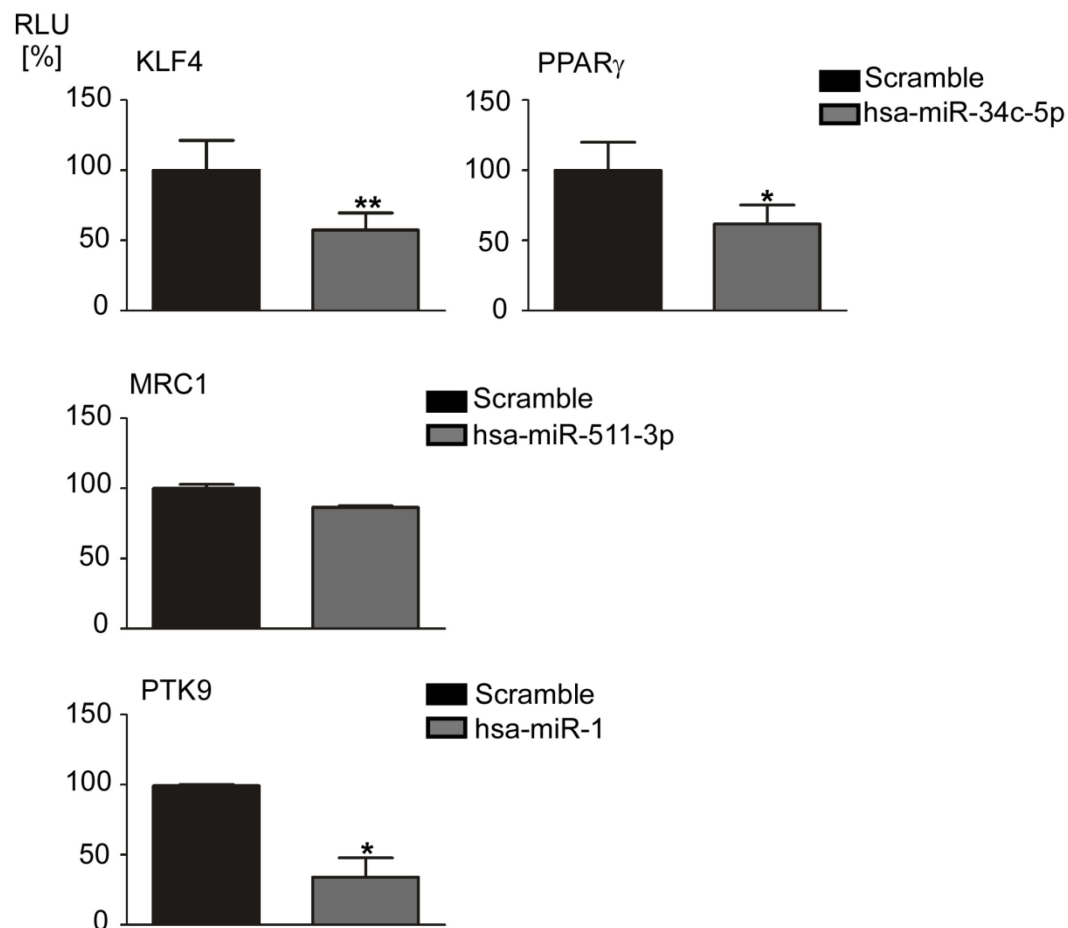 RLU
[%]
KLF4
PPARγ
Scramble
hsa-miR-34c-5p
150
100
50
0
**
150
100
50
0
*
MRC1
Scramble
hsa-miR-511-3p
150
100
50
0
PTK9
Scramble
hsa-miR-1
150
100
50
0
*